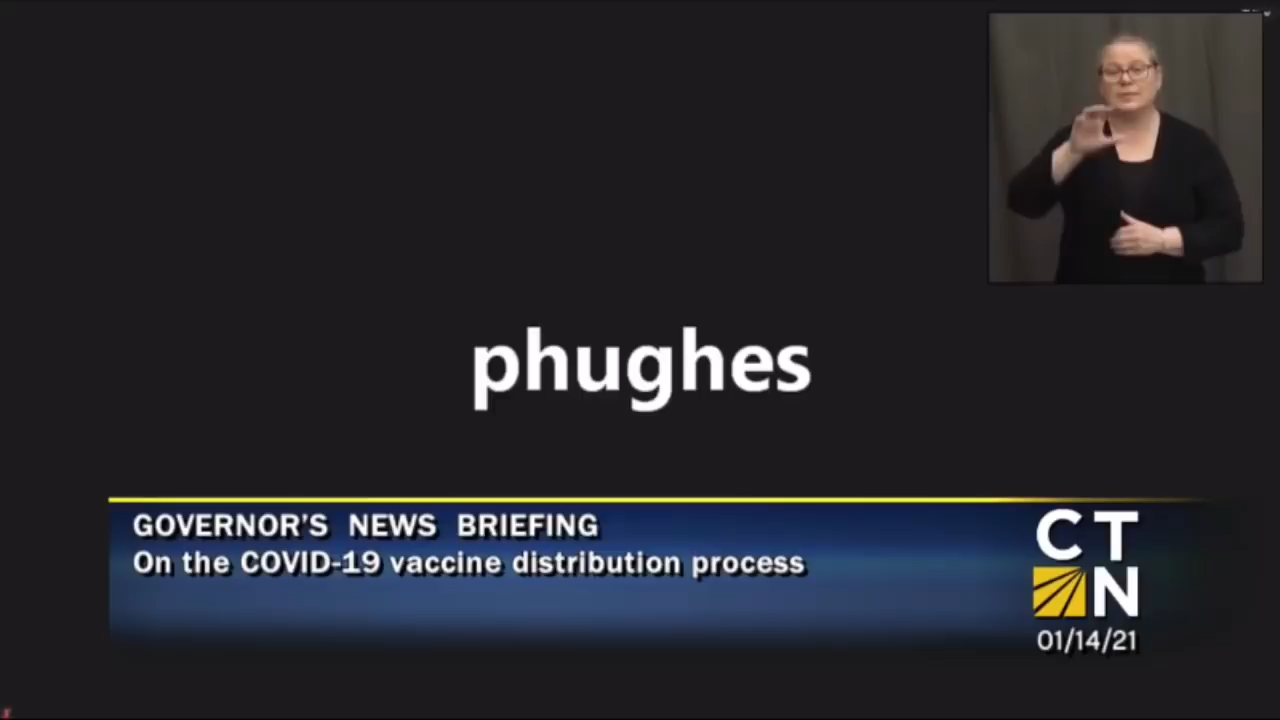 phughes
GOVERNOR'S NEWS BRIEFING
On the COVID-19 vaccine distribution process
CT
N
01/14/21